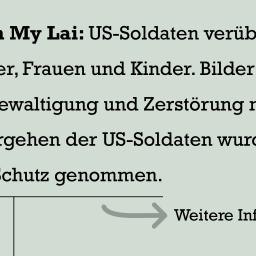 My Lai: US-Soldaten verüb
er, Frauen und Kinder. Bilder
ewaltigung und Zerstörung
rgehen der US-Soldaten wurd
Schutz genommen.
Weitere Inf